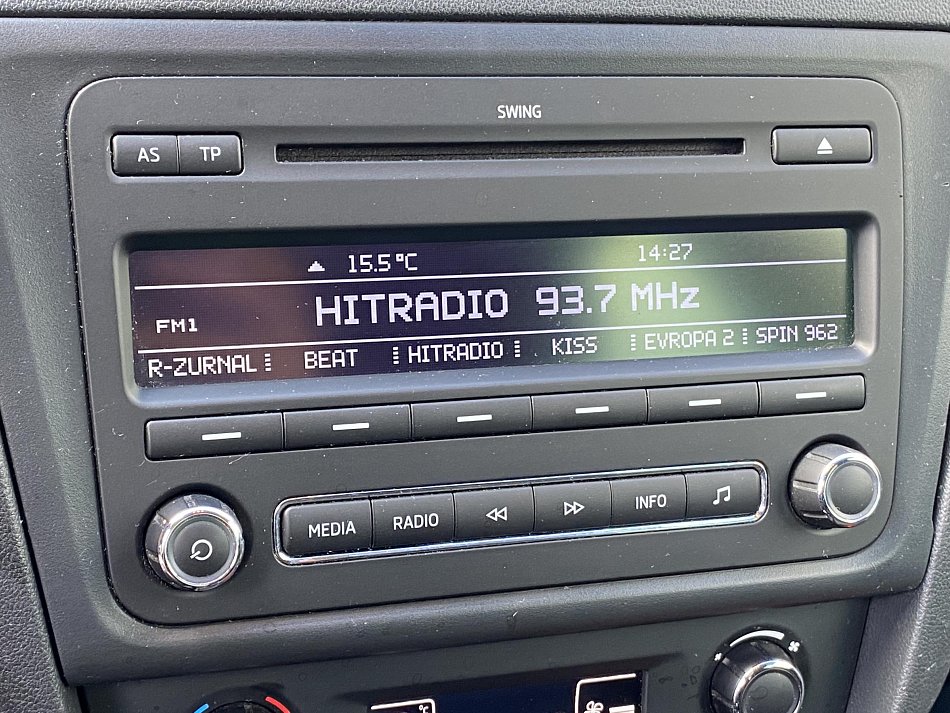 SWING
AS TP
15.5 °C 14:27
HITRADIO 93.7 MHz
FM1
R-ZURNAL BEAT HITRADIO KISS EVROPA 2 SPIN 962
MEDIA RADIO INFO
°C